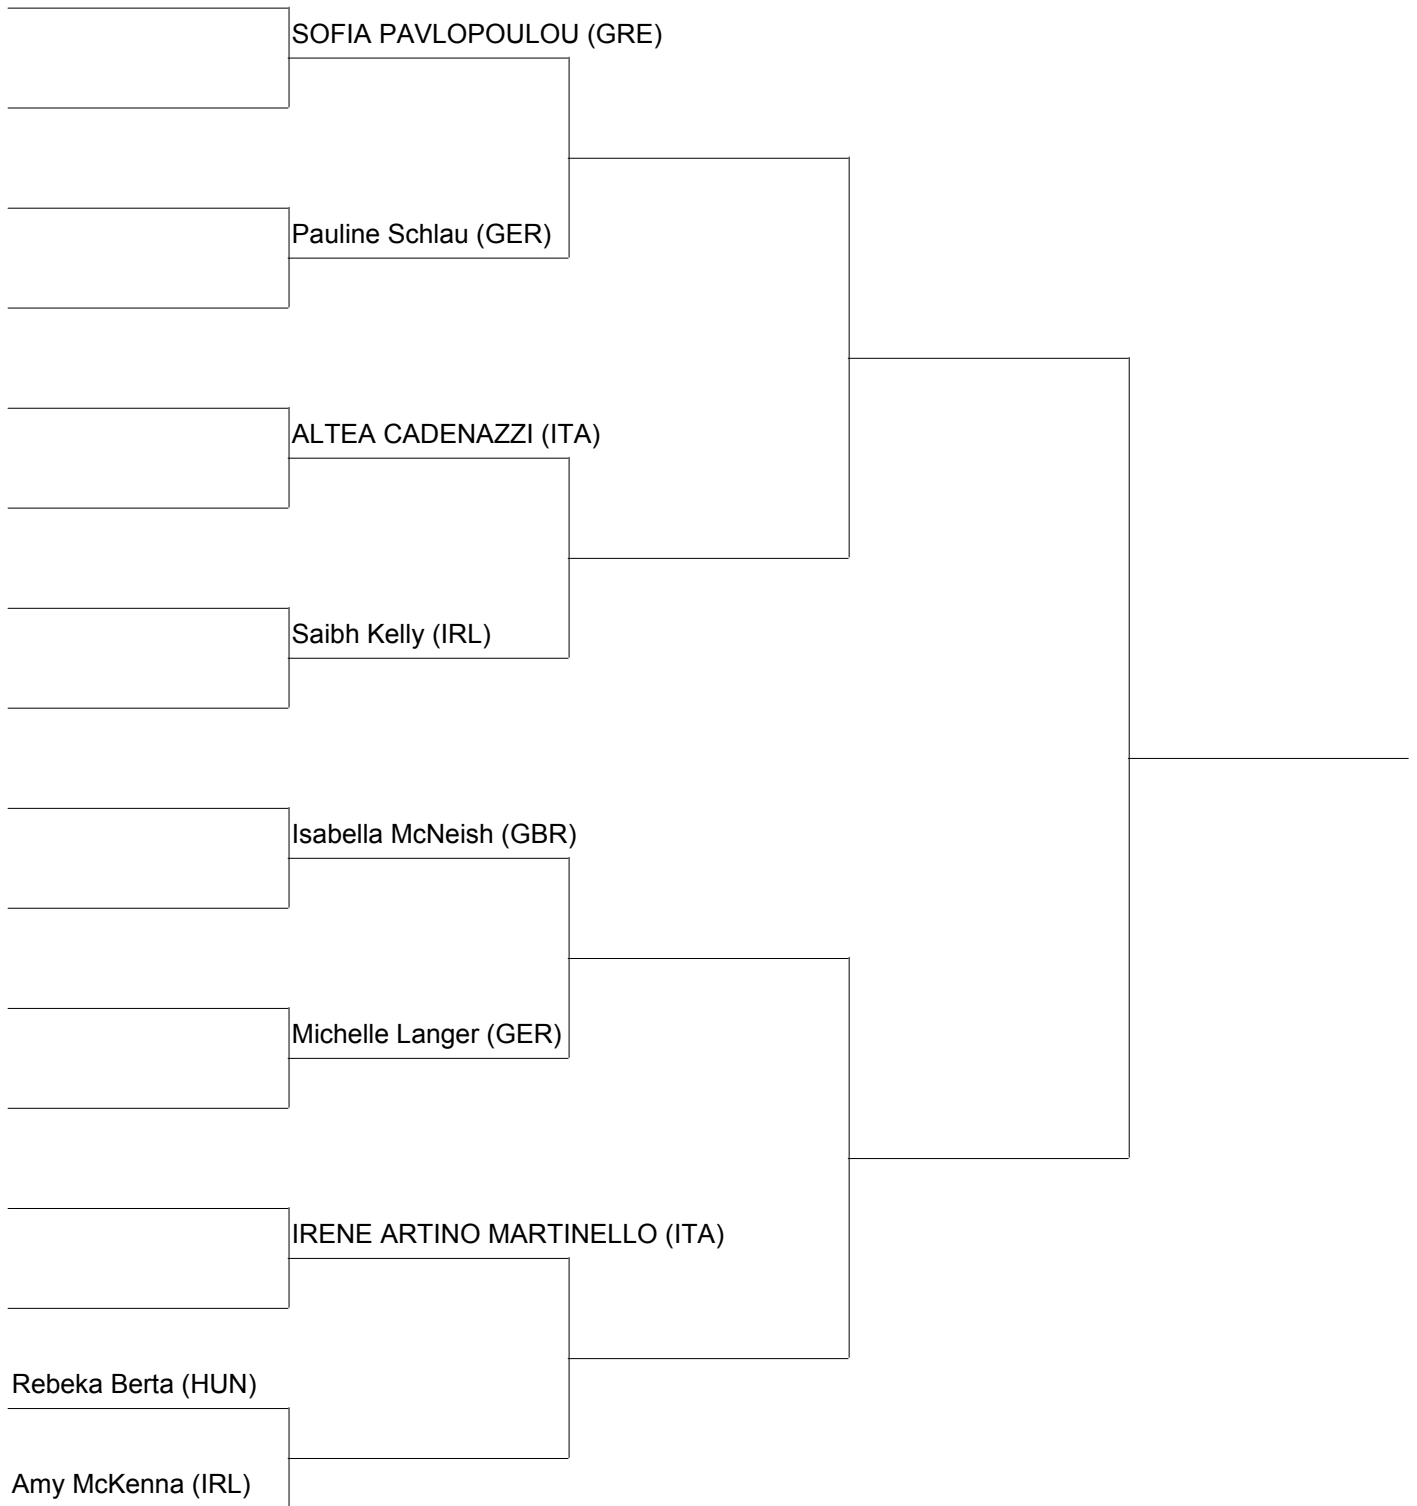 SOFIA PAVLOPOULOU (GRE)
Pauline Schlau (GER)
ALTEA CADENAZZI (ITA)
Saibh Kelly (IRL)
Isabella McNeish (GBR)
Michelle Langer (GER)
IRENE ARTINO MARTINELLO (ITA)
Rebeka Berta (HUN)
Amy McKenna (IRL)